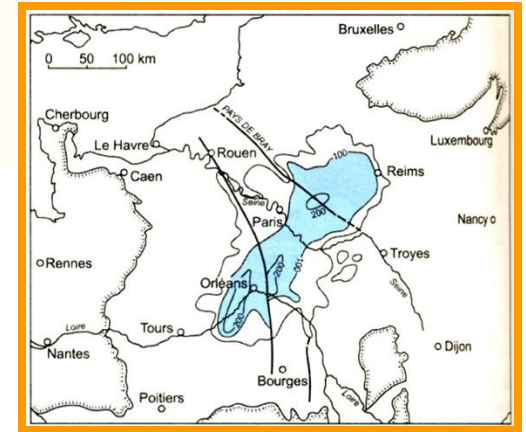 Bruxelles
0 50 100 km
Cherbourg
PAYS DE BRAY
Luxembourg
Le Havre
Rouen
100
Caen
Reims
Seine
200
Paris
Nancy
Troyes
Rennes
200
100
Orléans
Seine
200
Loire
Tours
Nantes
Dijon
Bourges
Loire
Poitiers